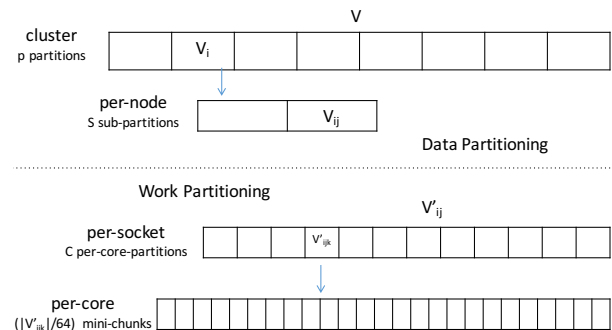 V
cluster
p partitions
Vi
per-node
S sub-partitions
Vij
Data Partitioning
Work Partitioning
V'ij
per-socket
C per-core-partitions
V'ijk
per-core
(|V'ijk|/64) mini-chunks